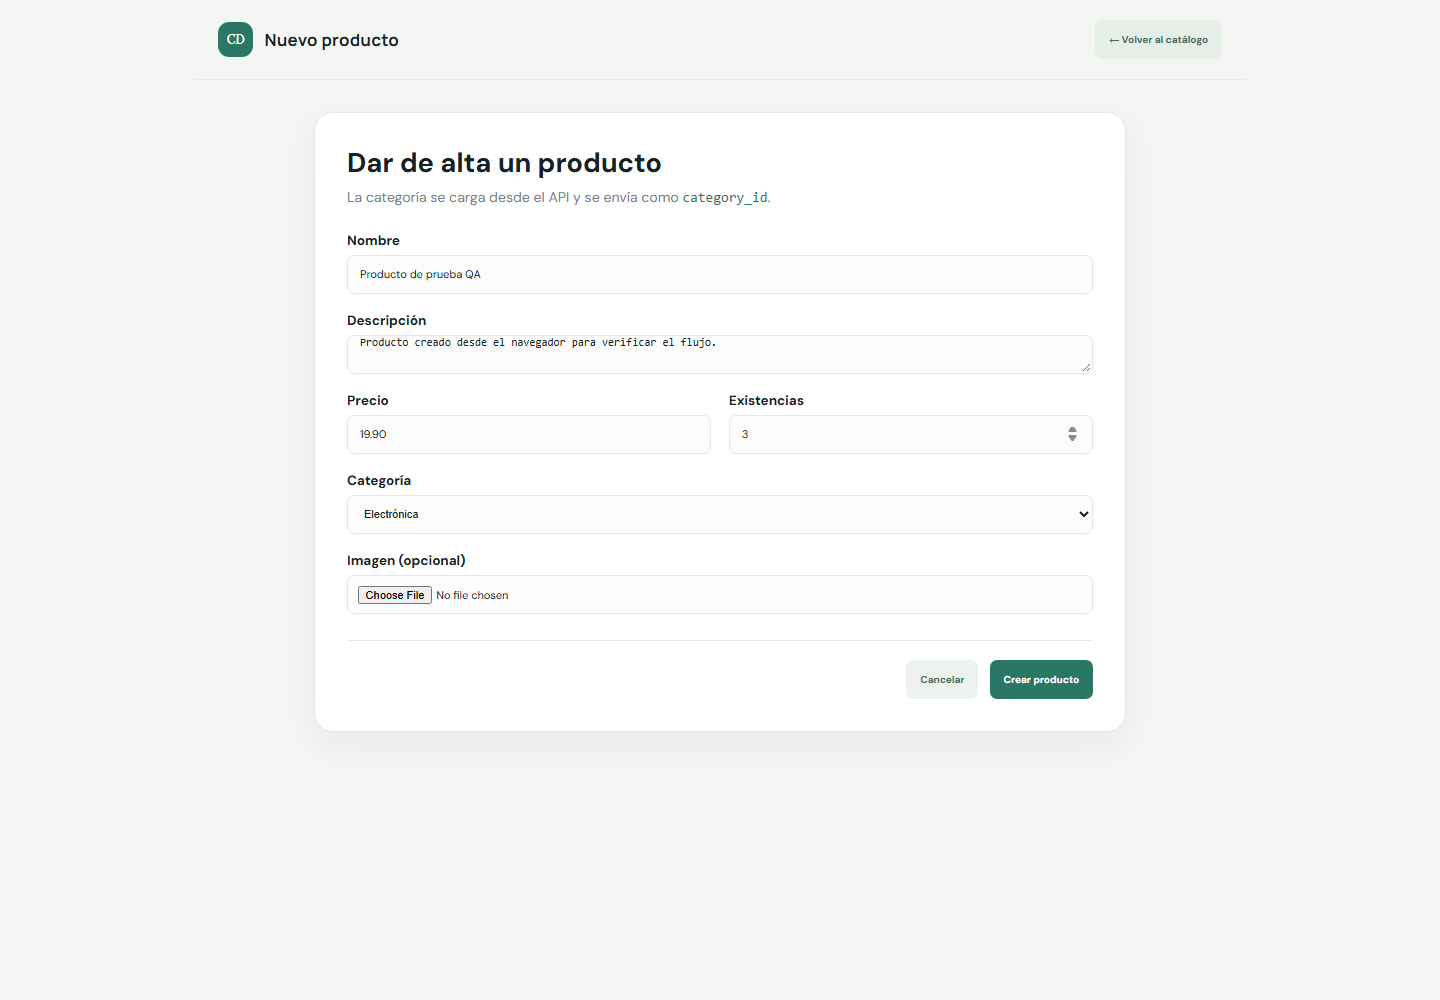 CD Nuevo producto
← Volver al catálogo
Dar de alta un producto
La categoría se carga desde el API y se envía como category_id.
Nombre
Producto de prueba QA
Descripción
Producto creado desde el navegador para verificar el flujo.
Precio
Existencias
19.90
3
Categoría
Electrónica
Imagen (opcional)
Choose File No file chosen
Cancelar
Crear producto